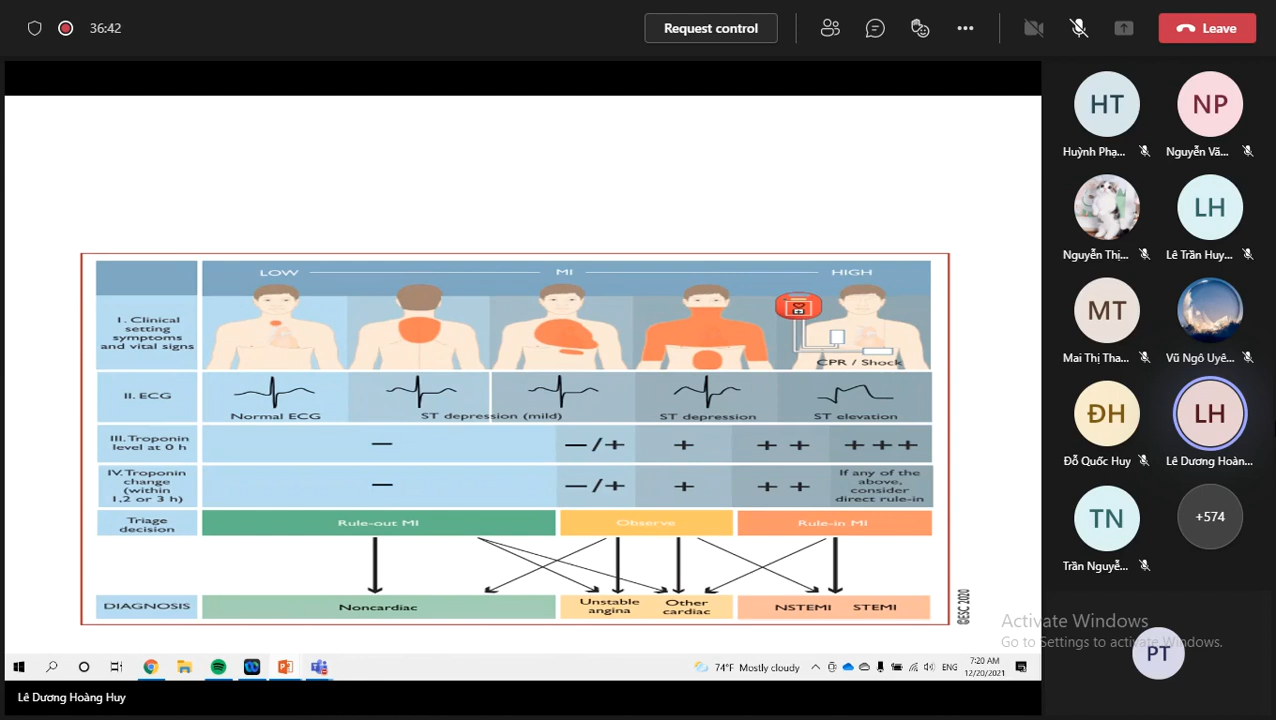 36:42
Request control
Leave
HT
NP
Huỳnh Phạ...
Nguyễn Vă...
LH
Nguyễn Thị...
Lê Trần Huy...
MT
Mai Thị Tha...
Vũ Ngô Uyê...
ĐH
LH
Đỗ Quốc Huy
Lê Dương Hoàn...
TN
+574
Trần Nguyễ...
PT
LOW
MI
HIGH
I. Clinical
setting
symptoms
and vital signs
CPR / Shock
II. ECG
Normal ECG
ST depression (mild)
ST depression
ST elevation
III. Troponin
level at 0 h
−
−/+
+
+ +
+++
IV. Troponin
change
(within
1,2 or 3 h)
−
−/+
+
+ +
If any of the
above,
consider
direct rule-in
Triage
decision
Rule-out MI
Observe
Rule-in MI
DIAGNOSIS
Noncardiac
Unstable
angina
Other
cardiac
NSTEMI
STEMI
©ESC 2020
Activate Windows
Go to Settings to activate Windows.
74°F Mostly cloudy
ENG
7:20 AM
12/20/2021
Lê Dương Hoàng Huy